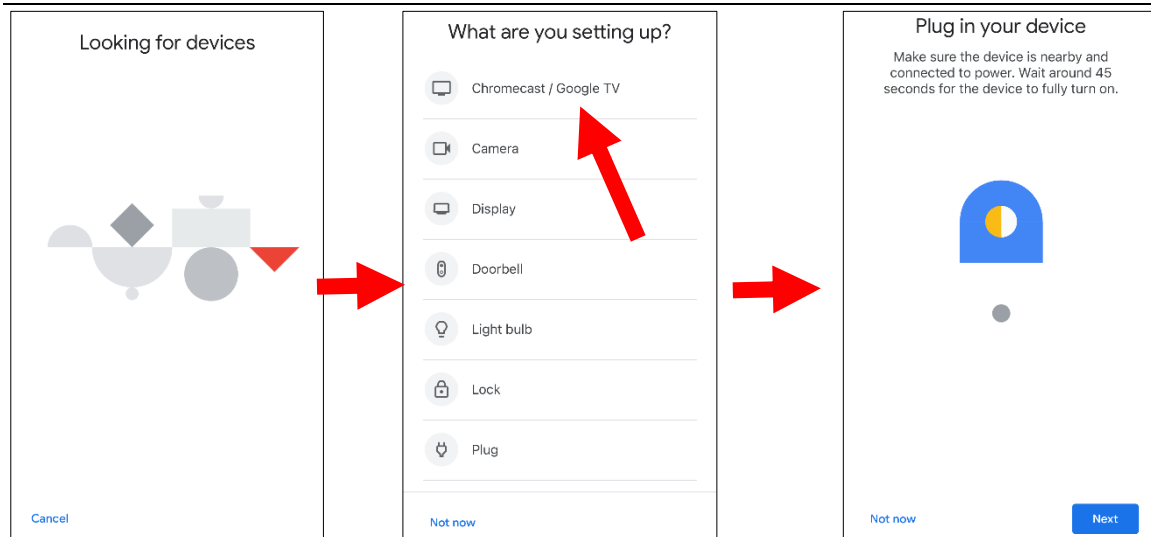 Looking for devices
Cancel
What are you setting up?
Chromecast / Google TV
Camera
Display
Doorbell
Light bulb
Lock
Plug
Not now
Plug in your device
Make sure the device is nearby and
connected to power. Wait around 45
seconds for the device to fully turn on.
Not now
Next